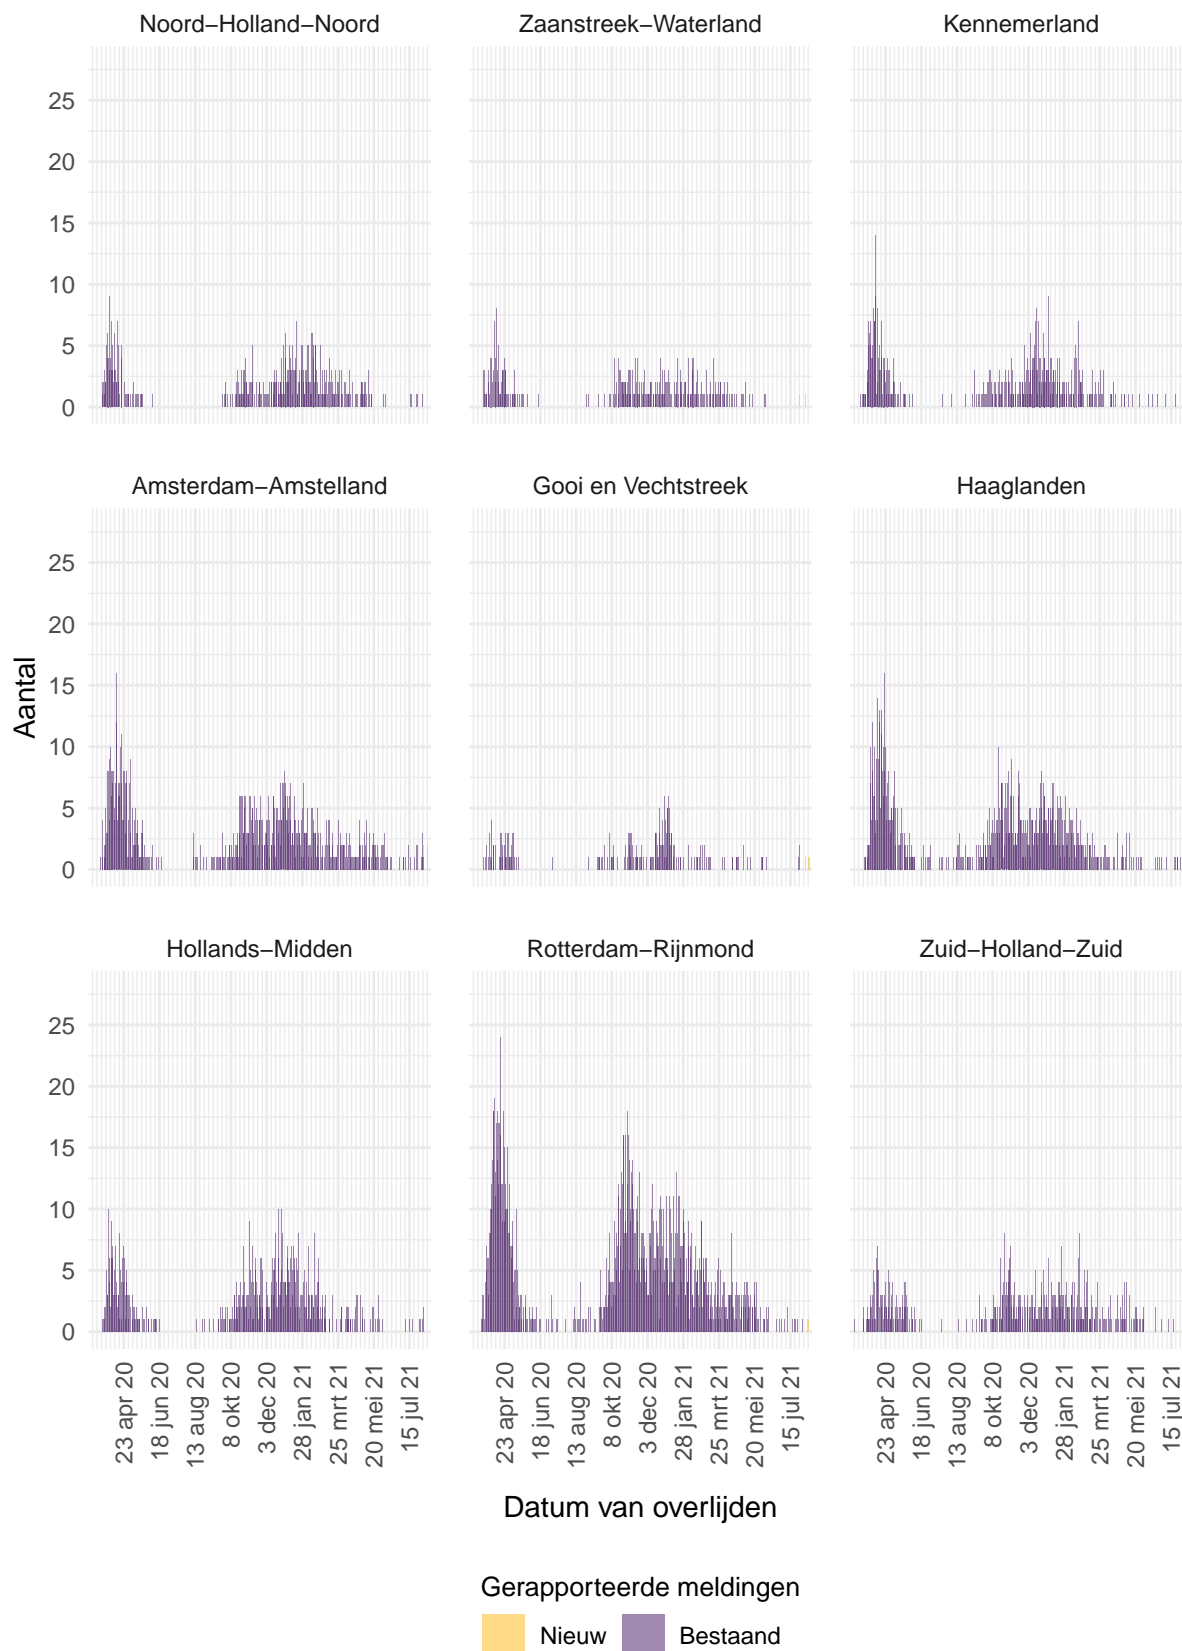 Noord−Holland−Noord Zaanstreek−Waterland Kennemerland
25
20
15
10
5
0
Amsterdam−Amstelland Gooi en Vechtstreek Haaglanden
25
20
15
10
5
0
Aantal
Hollands−Midden Rotterdam−Rijnmond Zuid−Holland−Zuid
25
20
15
10
5
0
23 apr 20 18 jun 20 13 aug 20 8 okt 20 3 dec 20 28 jan 21 25 mrt 21 20 mei 21 15 jul 21
23 apr 20 18 jun 20 13 aug 20 8 okt 20 3 dec 20 28 jan 21 25 mrt 21 20 mei 21 15 jul 21
23 apr 20 18 jun 20 13 aug 20 8 okt 20 3 dec 20 28 jan 21 25 mrt 21 20 mei 21 15 jul 21
Datum van overlijden
Gerapporteerde meldingen
Nieuw Bestaand